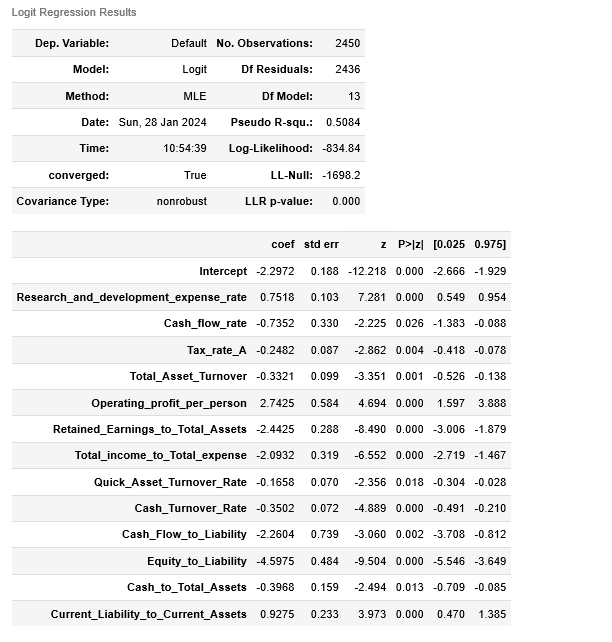 Logit Regression Results
Dep. Variable: Default No. Observations: 2450
Model: Logit Df Residuals: 2436
Method: MLE Df Model: 13
Date: Sun, 28 Jan 2024 Pseudo R-squ.: 0.5084
Time: 10:54:39 Log-Likelihood: -834.84
converged: True LL-Null: -1698.2
Covariance Type: nonrobust LLR p-value: 0.000
coef std err z P>|z| [0.025 0.975]
Intercept -2.2972 0.188 -12.218 0.000 -2.666 -1.929
Research_and_development_expense_rate 0.7518 0.103 7.281 0.000 0.549 0.954
Cash_flow_rate -0.7352 0.330 -2.225 0.026 -1.383 -0.088
Tax_rate_A -0.2482 0.087 -2.862 0.004 -0.418 -0.078
Total_Asset_Turnover -0.3321 0.099 -3.351 0.001 -0.526 -0.138
Operating_profit_per_person 2.7425 0.584 4.694 0.000 1.597 3.888
Retained_Earnings_to_Total_Assets -2.4425 0.288 -8.490 0.000 -3.006 -1.879
Total_income_to_Total_expense -2.0932 0.319 -6.552 0.000 -2.719 -1.467
Quick_Asset_Turnover_Rate -0.1658 0.070 -2.356 0.018 -0.304 -0.028
Cash_Turnover_Rate -0.3502 0.072 -4.889 0.000 -0.491 -0.210
Cash_Flow_to_Liability -2.2604 0.739 -3.060 0.002 -3.708 -0.812
Equity_to_Liability -4.5975 0.484 -9.504 0.000 -5.546 -3.649
Cash_to_Total_Assets -0.3968 0.159 -2.494 0.013 -0.709 -0.085
Current_Liability_to_Current_Assets 0.9275 0.233 3.973 0.000 0.470 1.385